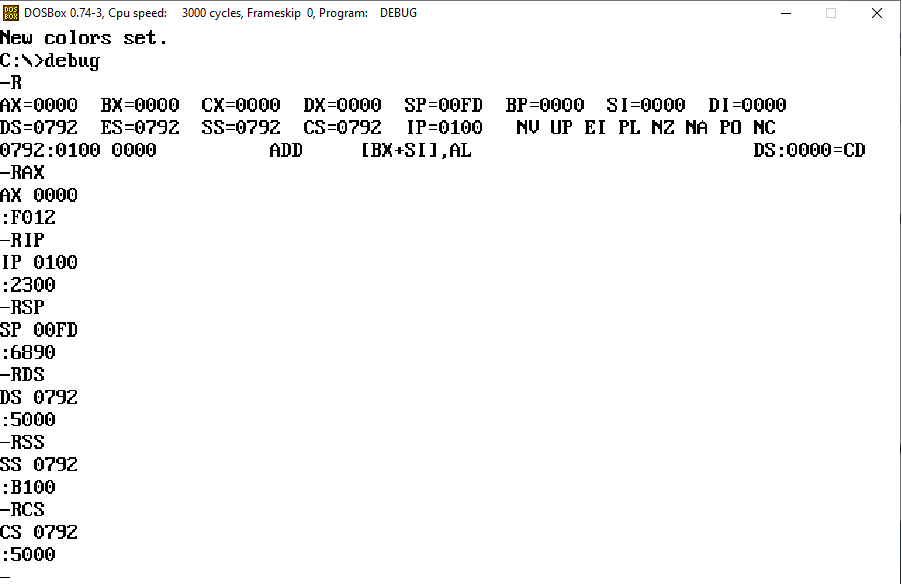 DOS BOX DOSBox 0.74-3, Cpu speed: 3000 cycles, Frameskip 0, Program: DEBUG
New colors set.
C:\>debug
-R
AX=0000 BX=0000 CX=0000 DX=0000 SP=00FD BP=0000 SI=0000 DI=0000
DS=0792 ES=0792 SS=0792 CS=0792 IP=0100 NV UP EI PL NZ NA PO NC
0792:0100 0000 ADD [BX+SI],AL DS:0000=CD
-RAX
AX 0000
:F012
-RIP
IP 0100
:2300
-RSP
SP 00FD
:6890
-RDS
DS 0792
:5000
-RSS
SS 0792
:B100
-RCS
CS 0792
:5000
-